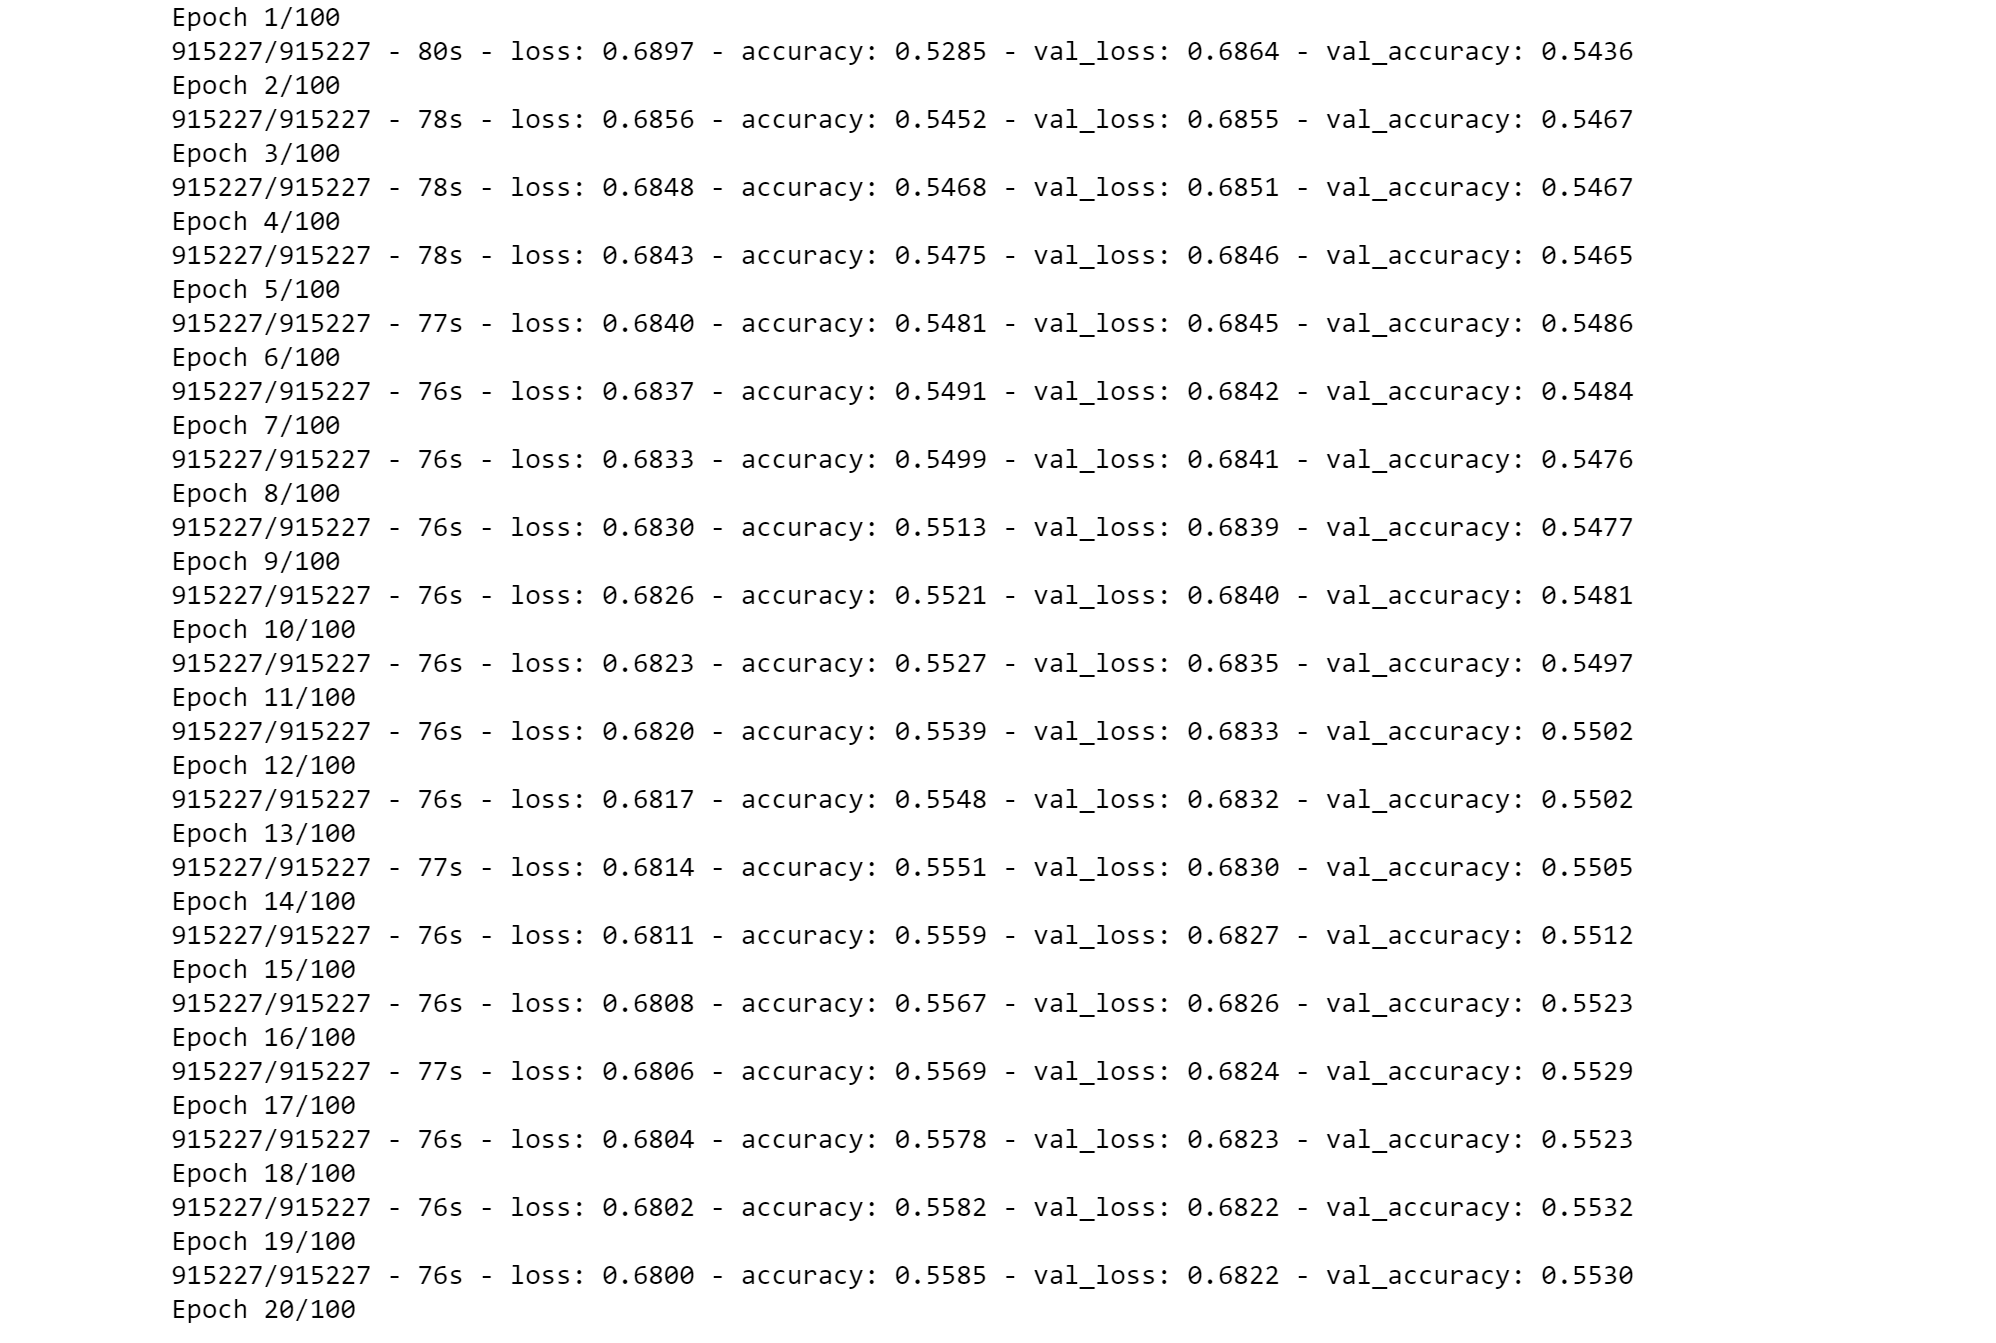 Epoch 1/100
915227/915227 - 80s - loss: 0.6897 - accuracy: 0.5285 - val_loss: 0.6864 - val_accuracy: 0.5436
Epoch 2/100
915227/915227 - 78s - loss: 0.6856 - accuracy: 0.5452 - val_loss: 0.6855 - val_accuracy: 0.5467
Epoch 3/100
915227/915227 - 78s - loss: 0.6848 - accuracy: 0.5468 - val_loss: 0.6851 - val_accuracy: 0.5467
Epoch 4/100
915227/915227 - 78s - loss: 0.6843 - accuracy: 0.5475 - val_loss: 0.6846 - val_accuracy: 0.5465
Epoch 5/100
915227/915227 - 77s - loss: 0.6840 - accuracy: 0.5481 - val_loss: 0.6845 - val_accuracy: 0.5486
Epoch 6/100
915227/915227 - 76s - loss: 0.6837 - accuracy: 0.5491 - val_loss: 0.6842 - val_accuracy: 0.5484
Epoch 7/100
915227/915227 - 76s - loss: 0.6833 - accuracy: 0.5499 - val_loss: 0.6841 - val_accuracy: 0.5476
Epoch 8/100
915227/915227 - 76s - loss: 0.6830 - accuracy: 0.5513 - val_loss: 0.6839 - val_accuracy: 0.5477
Epoch 9/100
915227/915227 - 76s - loss: 0.6826 - accuracy: 0.5521 - val_loss: 0.6840 - val_accuracy: 0.5481
Epoch 10/100
915227/915227 - 76s - loss: 0.6823 - accuracy: 0.5527 - val_loss: 0.6835 - val_accuracy: 0.5497
Epoch 11/100
915227/915227 - 76s - loss: 0.6820 - accuracy: 0.5539 - val_loss: 0.6833 - val_accuracy: 0.5502
Epoch 12/100
915227/915227 - 76s - loss: 0.6817 - accuracy: 0.5548 - val_loss: 0.6832 - val_accuracy: 0.5502
Epoch 13/100
915227/915227 - 77s - loss: 0.6814 - accuracy: 0.5551 - val_loss: 0.6830 - val_accuracy: 0.5505
Epoch 14/100
915227/915227 - 76s - loss: 0.6811 - accuracy: 0.5559 - val_loss: 0.6827 - val_accuracy: 0.5512
Epoch 15/100
915227/915227 - 76s - loss: 0.6808 - accuracy: 0.5567 - val_loss: 0.6826 - val_accuracy: 0.5523
Epoch 16/100
915227/915227 - 77s - loss: 0.6806 - accuracy: 0.5569 - val_loss: 0.6824 - val_accuracy: 0.5529
Epoch 17/100
915227/915227 - 76s - loss: 0.6804 - accuracy: 0.5578 - val_loss: 0.6823 - val_accuracy: 0.5523
Epoch 18/100
915227/915227 - 76s - loss: 0.6802 - accuracy: 0.5582 - val_loss: 0.6822 - val_accuracy: 0.5532
Epoch 19/100
915227/915227 - 76s - loss: 0.6800 - accuracy: 0.5585 - val_loss: 0.6822 - val_accuracy: 0.5530
Epoch 20/100